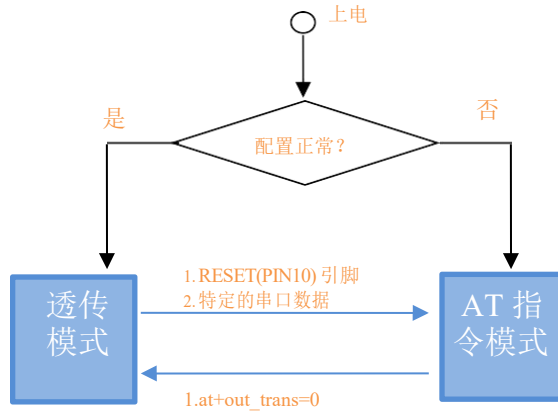 上电
是
否
配置正常?
1.RESET(PIN10) 引脚
2.特定的串口数据
透传
模式
AT 指
令模式
1.at+out_trans=0